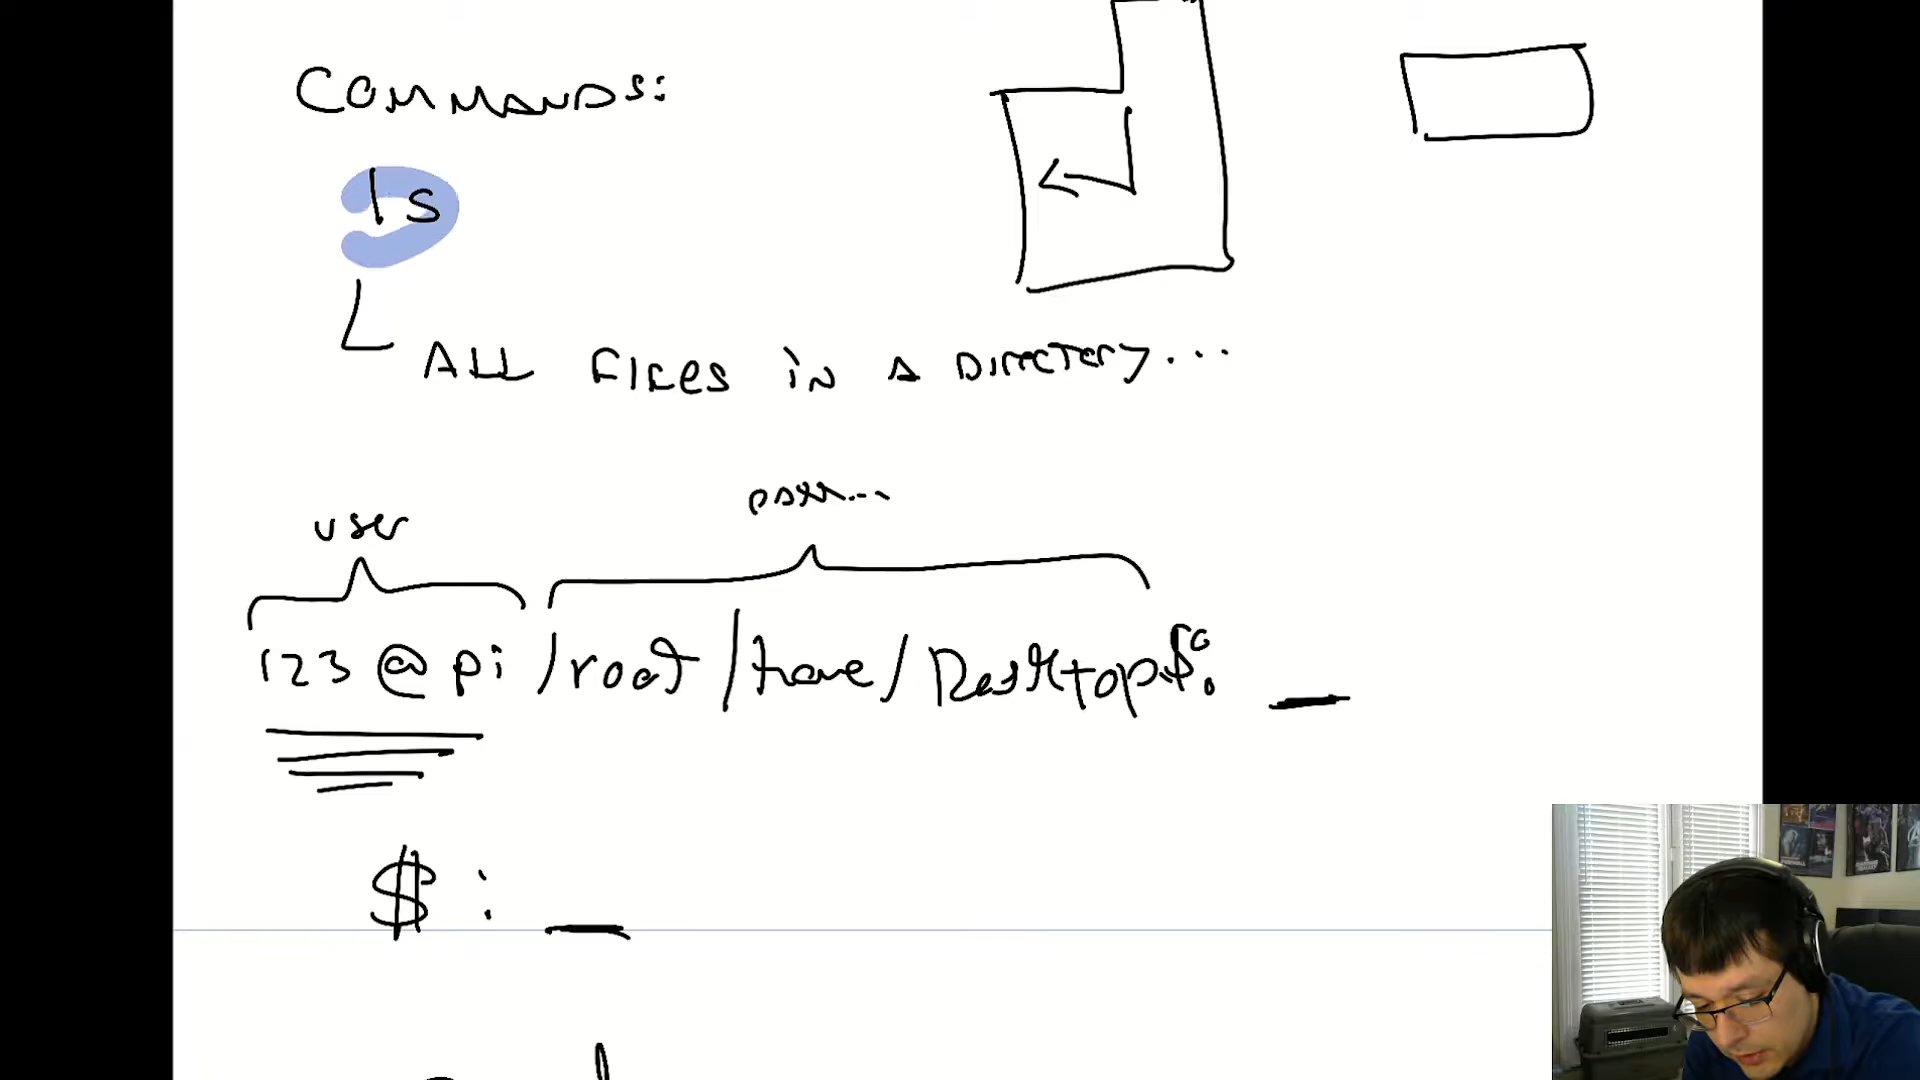 COMMANDS:
ls
ALL FILES IN A DIRECTORY...
user
PATH...
123@pi/root/home/Desktop$:
$: